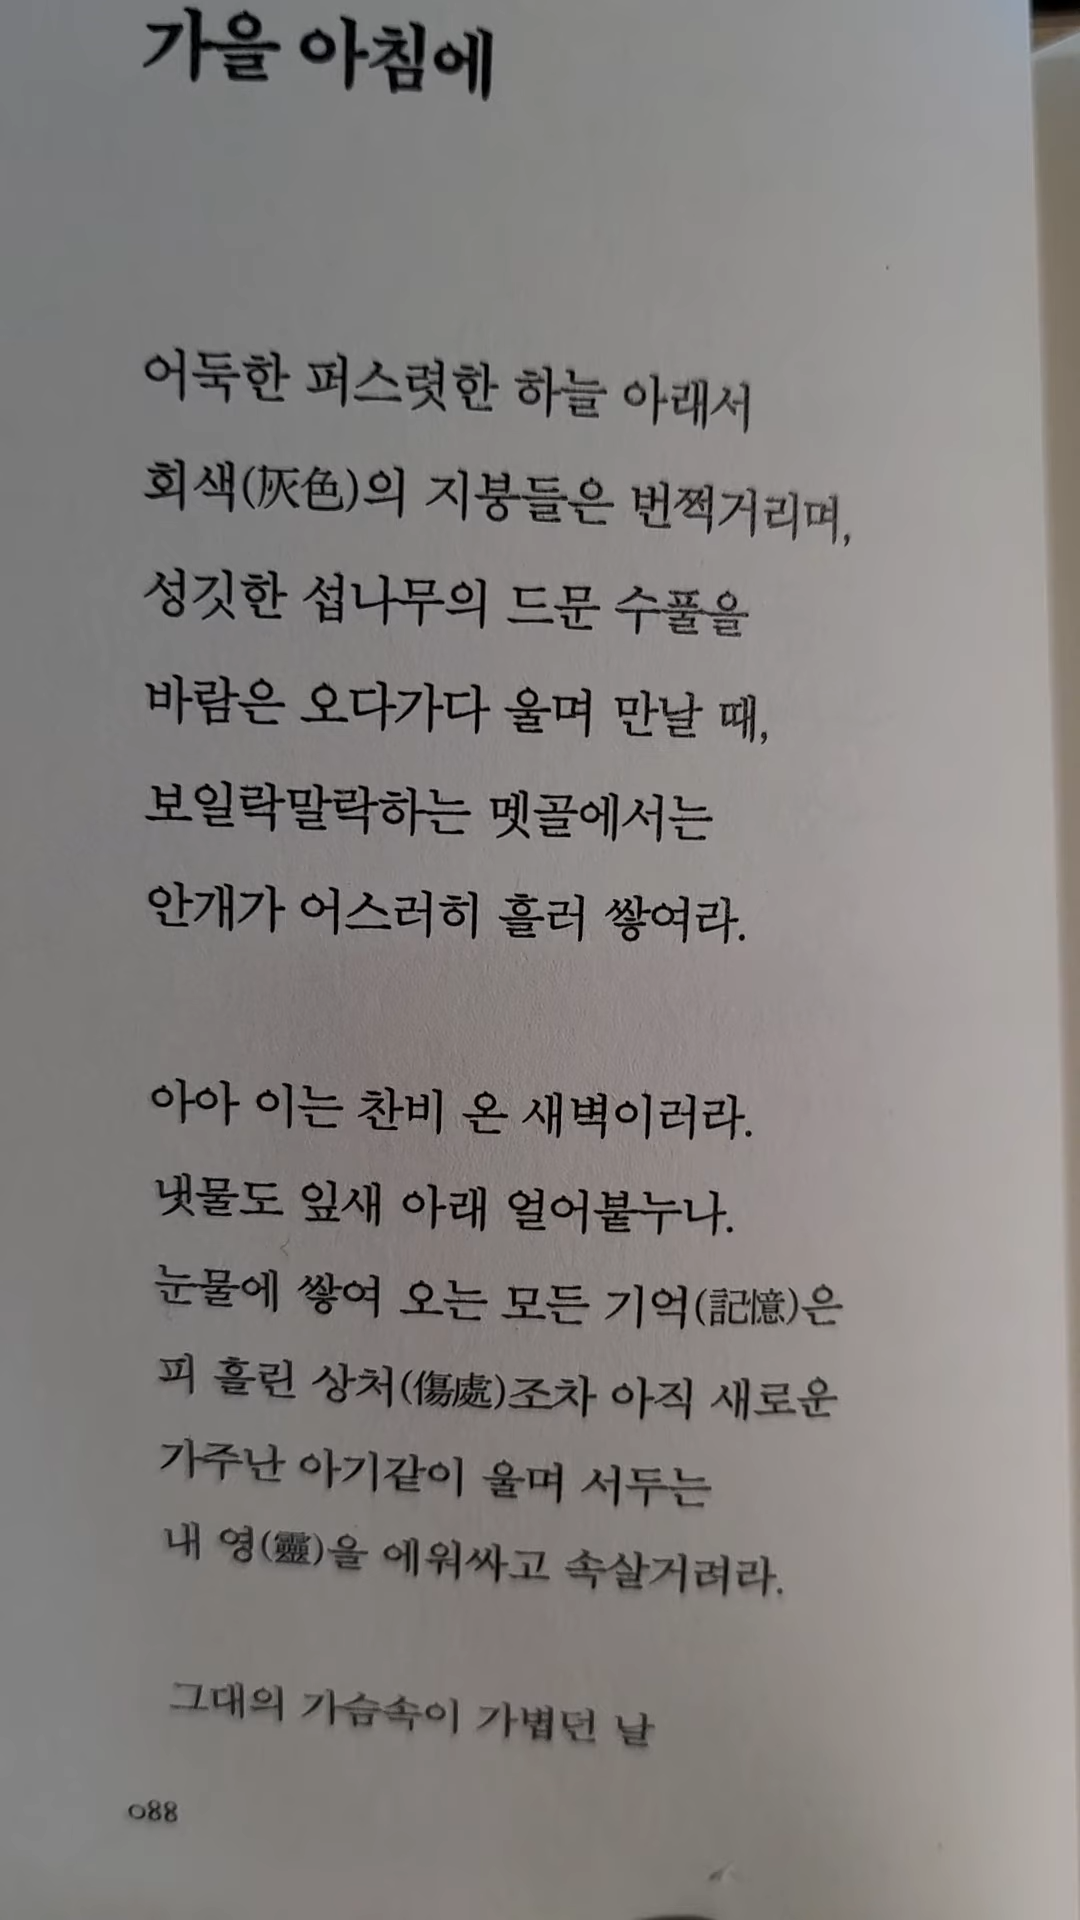 가을 아침에
어둑한 퍼스렷한 하늘 아래서
회색(灰色)의 지붕들은 번쩍거리며,
성깃한 섭나무의 드문 수풀을
바람은 오다가다 울며 만날 때,
보일락말락하는 멧골에서는
안개가 어스러히 흘러 쌓여라.
아아 이는 찬비 온 새벽이러라.
냇물도 잎새 아래 얼어붙누나.
눈물에 쌓여 오는 모든 기억(記憶)은
피 흘린 상처(傷處)조차 아직 새로운
가주난 아기같이 울며 서두는
내 영(靈)을 에워싸고 속살거려라.
그대의 가슴속이 가볍던 날
088